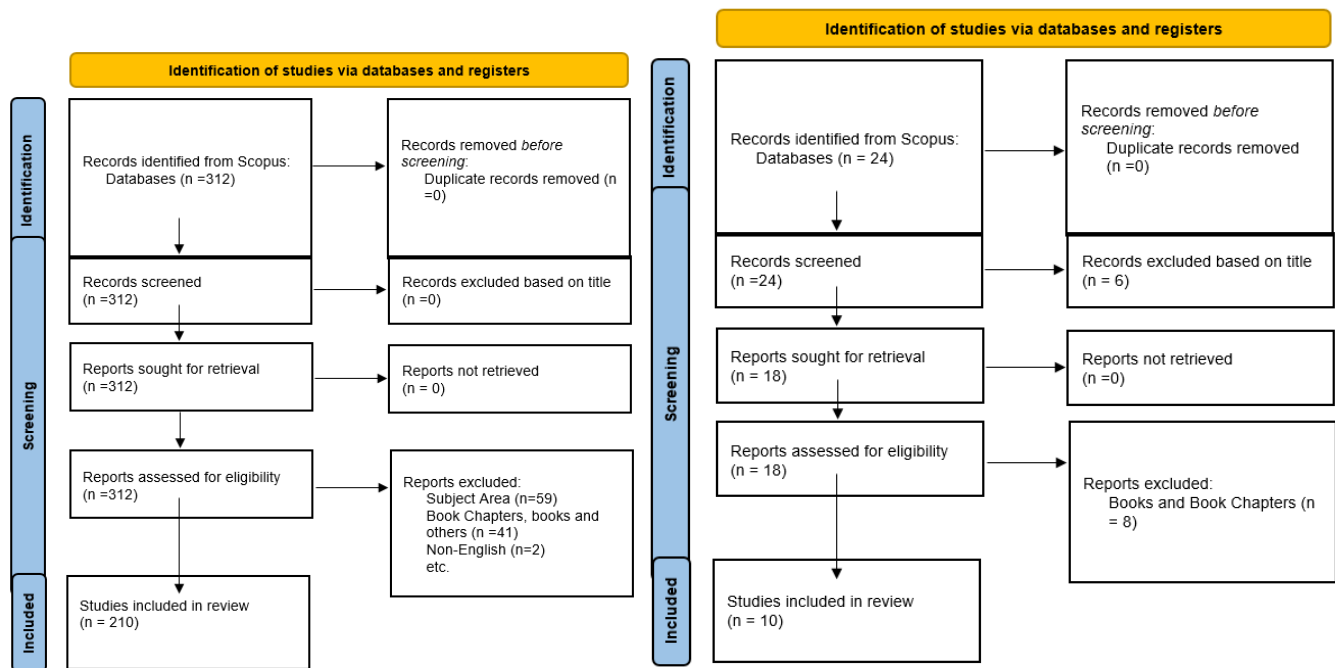 Identification of studies via databases and registers
Identification
Records identified from Scopus:
Databases (n =312)
Records removed before
screening:
Duplicate records removed (n
=0)
Screening
Records screened
(n =312)
Records excluded based on title
(n =0)
Reports sought for retrieval
(n =312)
Reports not retrieved
(n = 0)
Reports assessed for eligibility
(n =312)
Reports excluded:
Subject Area (n=59)
Book Chapters, books and
others (n =41)
Non-English (n=2)
etc.
Included
Studies included in review
(n = 210)
Identification of studies via databases and registers
Identification
Records identified from Scopus:
Databases (n = 24)
Records removed before
screening:
Duplicate records removed
(n =0)
Screening
Records screened
(n =24)
Records excluded based on title
(n = 6)
Reports sought for retrieval
(n = 18)
Reports not retrieved
(n =0)
Reports assessed for eligibility
(n = 18)
Reports excluded:
Books and Book Chapters (n
= 8)
Included
Studies included in review
(n = 10)